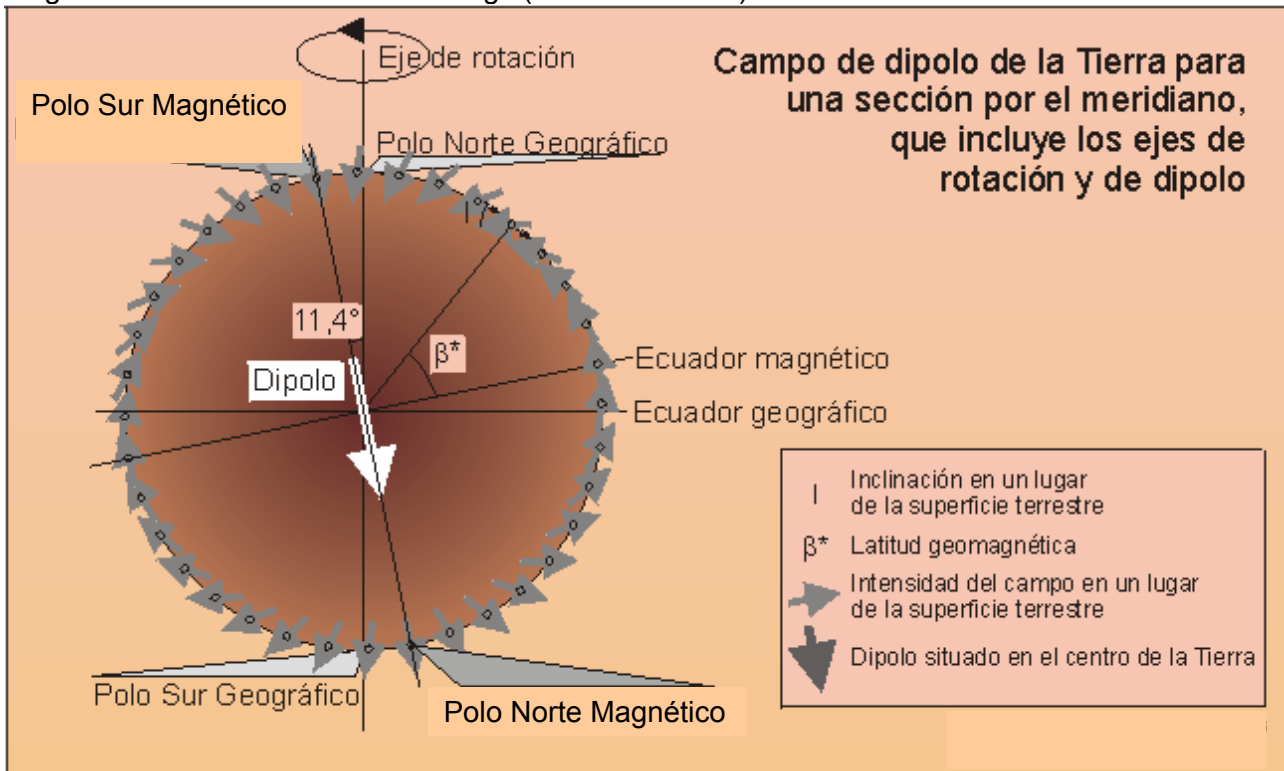 Eje de rotación
Campo de dipolo de la Tierra para
una sección por el meridiano,
que incluye los ejes de
rotación y de dipolo
Polo Sur Magnético
Polo Norte Geográfico
11,4°
β*
Dipolo
Ecuador magnético
Ecuador geográfico
I Inclinación en un lugar
de la superficie terrestre
β* Latitud geomagnética
Intensidad del campo en un lugar
de la superficie terrestre
Dipolo situado en el centro de la Tierra
Polo Sur Geográfico
Polo Norte Magnético